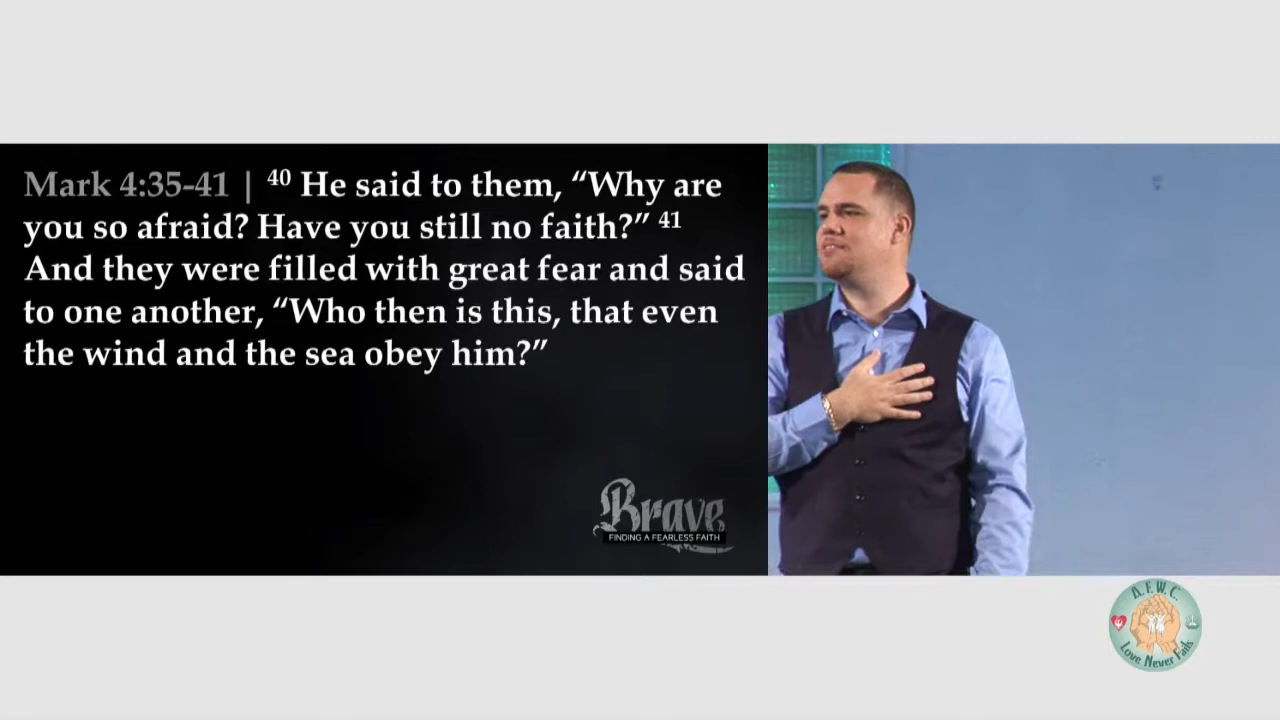 Mark 4:35-41 | 40 He said to them, “Why are
you so afraid? Have you still no faith?” 41
And they were filled with great fear and said
to one another, “Who then is this, that even
the wind and the sea obey him?”
Brave
FINDING A FEARLESS FAITH
A.F.W.C.
Love Never Fails